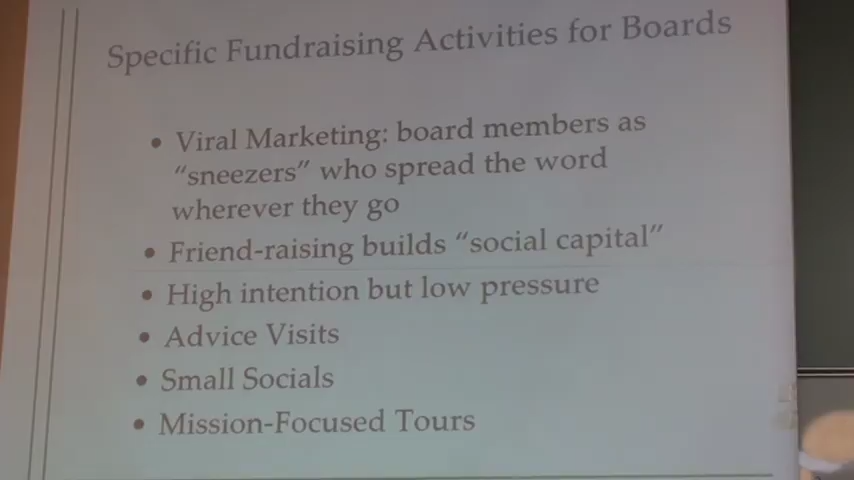 Specific Fundraising Activities for Boards
• Viral Marketing: board members as
“sneezers” who spread the word
wherever they go
• Friend-raising builds “social capital”
• High intention but low pressure
• Advice Visits
• Small Socials
• Mission-Focused Tours